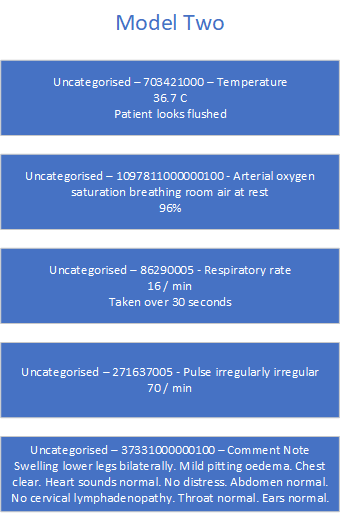 Model Two
Uncategorised – 703421000 – Temperature
36.7 C
Patient looks flushed
Uncategorised – 1097811000000100 - Arterial oxygen
saturation breathing room air at rest
96%
Uncategorised – 86290005 - Respiratory rate
16 / min
Taken over 30 seconds
Uncategorised – 271637005 - Pulse irregularly irregular
70 / min
Uncategorised – 37331000000100 – Comment Note
Swelling lower legs bilaterally. Mild pitting oedema. Chest
clear. Heart sounds normal. No distress. Abdomen normal.
No cervical lymphadenopathy. Throat normal. Ears normal.